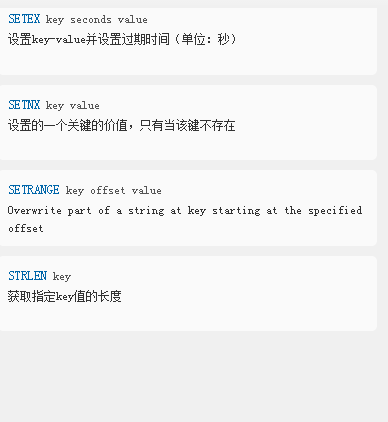 SETEX key seconds value
设置key-value并设置过期时间（单位：秒）
SETNX key value
设置的一个关键的价值，只有当该键不存在
SETRANGE key offset value
Overwrite part of a string at key starting at the specified
offset
STRLEN key
获取指定key值的长度